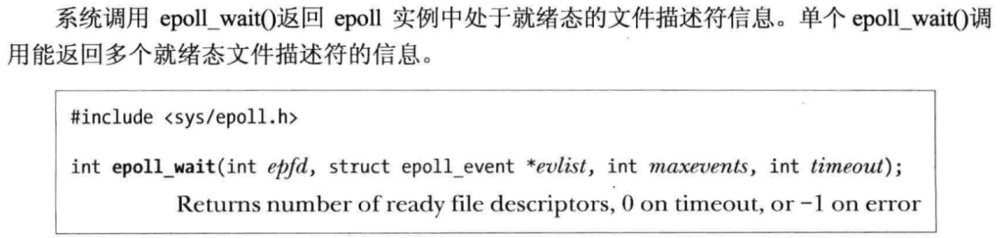 系统调用 epoll_wait()返回 epoll 实例中处于就绪态的文件描述符信息。单个 epoll_wait()调
用能返回多个就绪态文件描述符的信息。
#include <sys/epoll.h>
int epoll_wait(int epfd, struct epoll_event *evlist, int maxevents, int timeout);
Returns number of ready file descriptors, 0 on timeout, or −1 on error